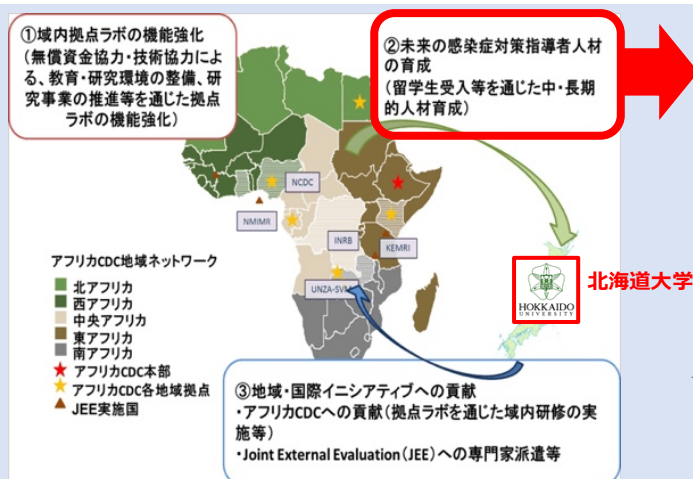 ①域内拠点ラボの機能強化
(無償資金協力・技術協力によ
る、教育・研究環境の整備、研
究事業の推進等を通じた拠点
ラボの機能強化)
②未来の感染症対策指導者人材
の育成
(留学生受入等を通じた中・長期
的人材育成)
NCDC
NMIMR
INRB
KEMRI
UNZA-SVM
アフリカCDC地域ネットワーク
北アフリカ
西アフリカ
中央アフリカ
東アフリカ
南アフリカ
アフリカCDC本部
アフリカCDC各地域拠点
JEE実施国
HOKKAIDO
UNIVERSITY
北海道大学
③地域・国際イニシアティブへの貢献
・アフリカCDCへの貢献(拠点ラボを通じた域内研修の実
施等)
・Joint External Evaluation(JEE)への専門家派遣等